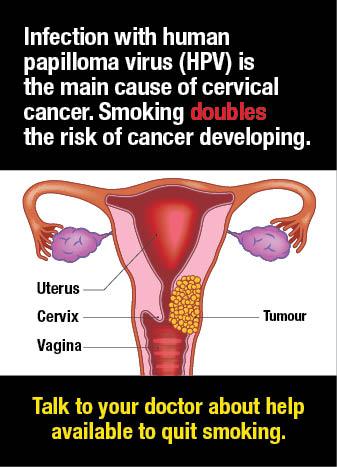 Infection with human
papilloma virus (HPV) is
the main cause of cervical
cancer. Smoking doubles
the risk of cancer developing.
Uterus
Cervix
Tumour
Vagina
Talk to your doctor about help
available to quit smoking.